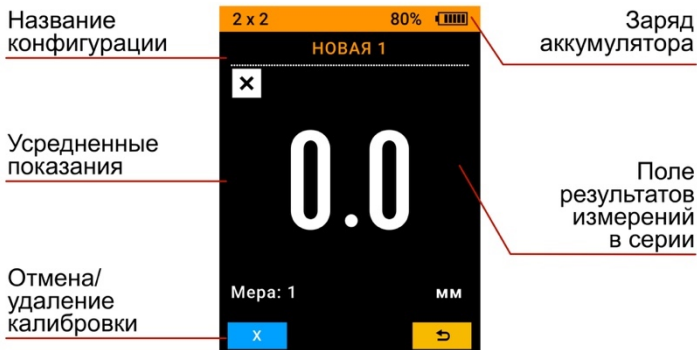 Название
конфигурации
Усредненные
показания
Отмена/
удаление
калибровки
2 x 2 80%
НОВАЯ 1
0.0
Мера: 1 мм
X
Заряд
аккумулятора
Поле
результатов
измерений
в серии